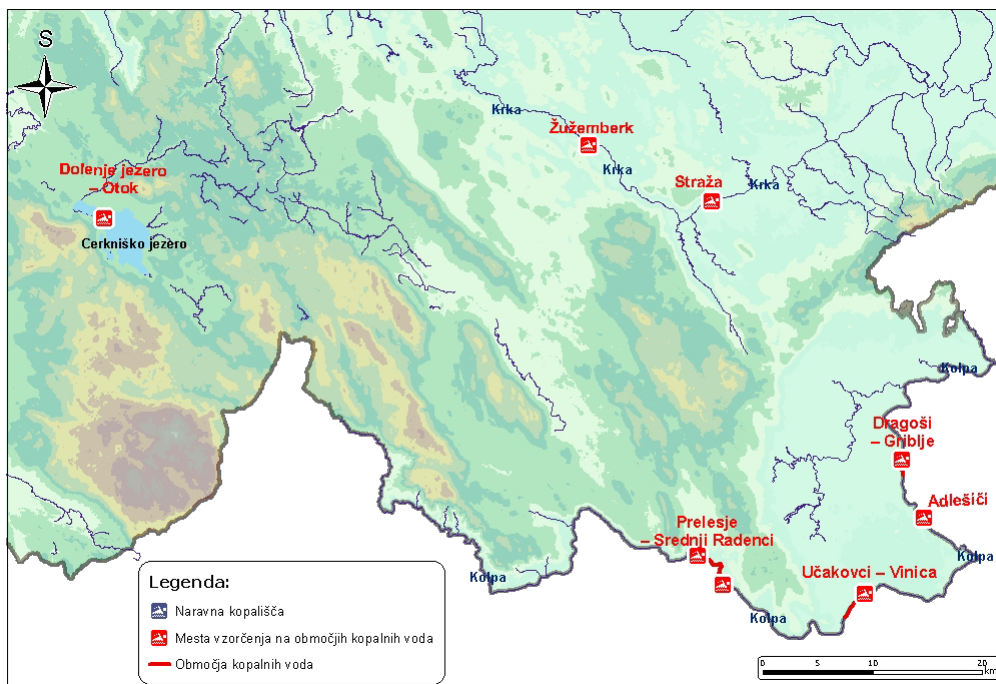 S
Krka
Žužemberk
Krka
Dolenje jezero
– Otok
Straža
Krka
Cerkniško jezero
Kolpa
Dragoši
– Griblje
Adlešiči
Prelesje
– Srednji Radenci
Kolpa
Učakovci – Vinica
Kolpa
Kolpa
Legenda:
Naravna kopališča
Mesta vzorčenja na območjih kopalnih voda
Območja kopalnih voda
0 5 10 20
km